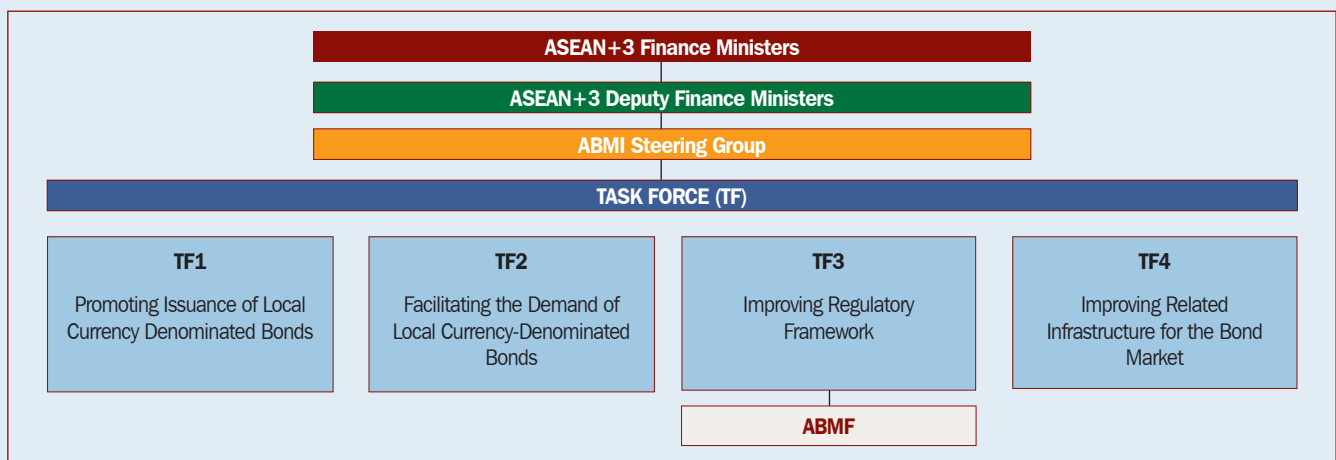 ASEAN+3 Finance Ministers
ASEAN+3 Deputy Finance Ministers
ABMI Steering Group
TASK FORCE (TF)
TF1
Promoting Issuance of Local
Currency Denominated Bonds
TF2
Facilitating the Demand of
Local Currency-Denominated
Bonds
TF3
Improving Regulatory
Framework
TF4
Improving Related
Infrastructure for the Bond
Market
ABMF